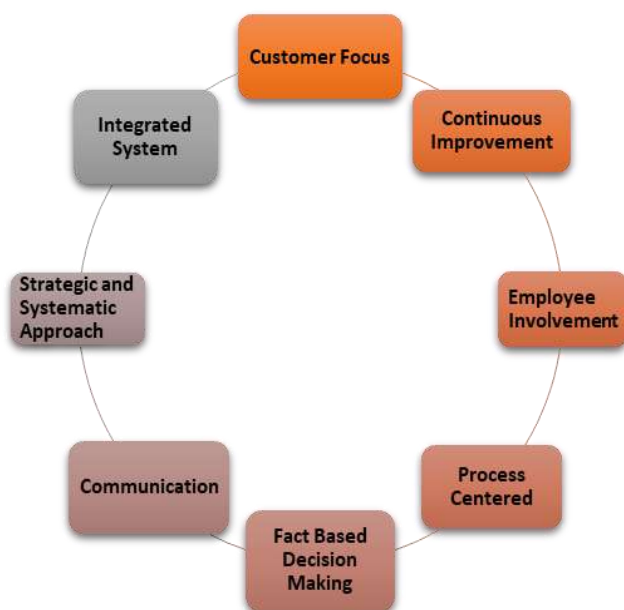 Customer Focus
Continuous
Improvement
Employee
Involvement
Process
Centered
Fact Based
Decision
Making
Communication
Strategic and
Systematic
Approach
Integrated
System